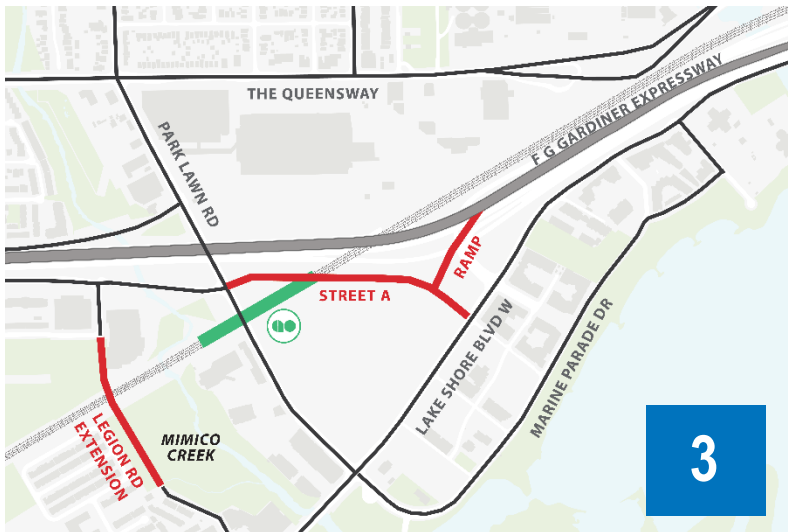 THE QUEENSWAY
F G GARDINER EXPRESSWAY
PARK LAWN RD
RAMP
STREET A
GO
LAKE SHORE BLVD W
MARINE PARADE DR
LEGION RD
EXTENSION
MIMICO
CREEK
3